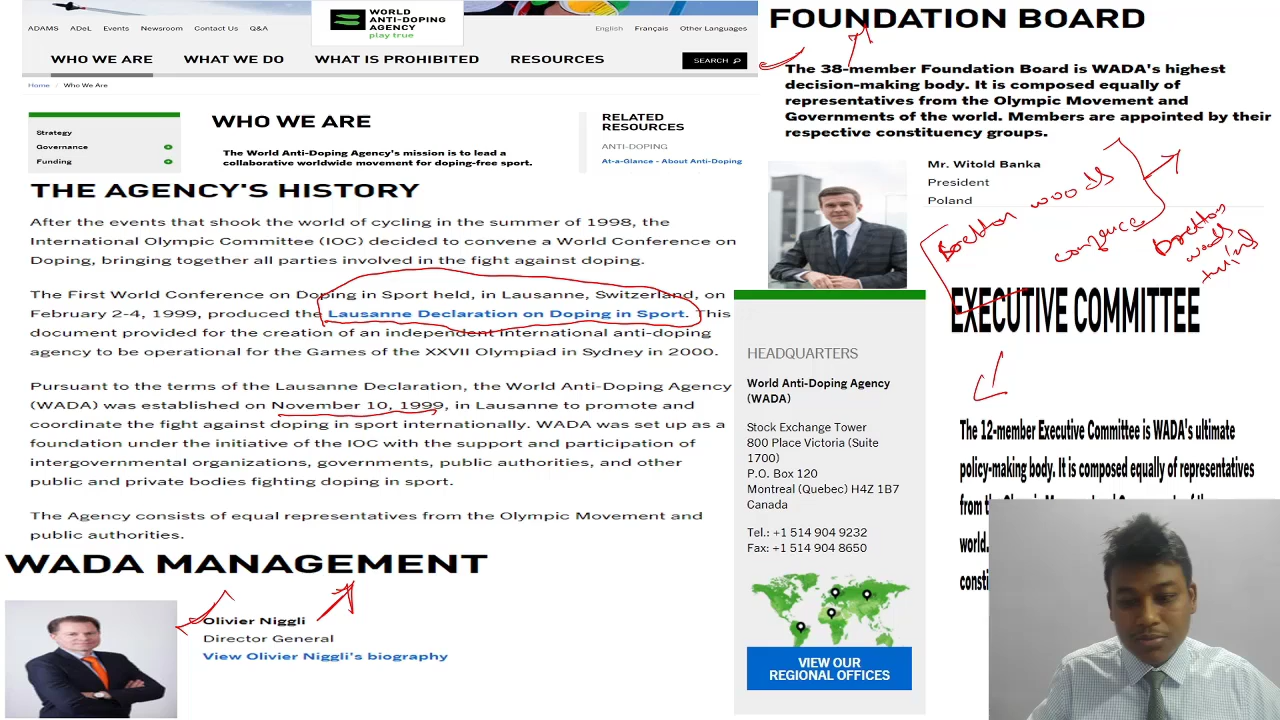 WORLD
ANTI-DOPING
AGENCY
play true
ADAMS ADeL Events Newsroom Contact Us Q&A
English Français Other Languages
WHO WE ARE WHAT WE DO WHAT IS PROHIBITED RESOURCES
SEARCH
Home / Who We Are
Strategy
Governance
Funding
WHO WE ARE
The World Anti-Doping Agency's mission is to lead a
collaborative worldwide movement for doping-free sport.
RELATED
RESOURCES
ANTI-DOPING
At-a-Glance - About Anti-Doping
THE AGENCY'S HISTORY
After the events that shook the world of cycling in the summer of 1998, the
International Olympic Committee (IOC) decided to convene a World Conference on
Doping, bringing together all parties involved in the fight against doping.
The First World Conference on Doping in Sport held, in Lausanne, Switzerland, on
February 2-4, 1999, produced the Lausanne Declaration on Doping in Sport. This
document provided for the creation of an independent international anti-doping
agency to be operational for the Games of the XXVII Olympiad in Sydney in 2000.
Pursuant to the terms of the Lausanne Declaration, the World Anti-Doping Agency
(WADA) was established on November 10, 1999, in Lausanne to promote and
coordinate the fight against doping in sport internationally. WADA was set up as a
foundation under the initiative of the IOC with the support and participation of
intergovernmental organizations, governments, public authorities, and other
public and private bodies fighting doping in sport.
The Agency consists of equal representatives from the Olympic Movement and
public authorities.
WADA MANAGEMENT
Olivier Niggli
Director General
View Olivier Niggli's biography
FOUNDATION BOARD
The 38-member Foundation Board is WADA's highest
decision-making body. It is composed equally of
representatives from the Olympic Movement and
Governments of the world. Members are appointed by their
respective constituency groups.
Mr. Witold Banka
President
Poland
Bretton woods
Bretton
woods
twins
HEADQUARTERS
World Anti-Doping Agency
(WADA)
Stock Exchange Tower
800 Place Victoria (Suite
1700)
P.O. Box 120
Montreal (Quebec) H4Z 1B7
Canada
Tel.: +1 514 904 9232
Fax: +1 514 904 8650
VIEW OUR
REGIONAL OFFICES
EXECUTIVE COMMITTEE
The 12-member Executive Committee is WADA's ultimate
policy-making body. It is composed equally of representatives
world.